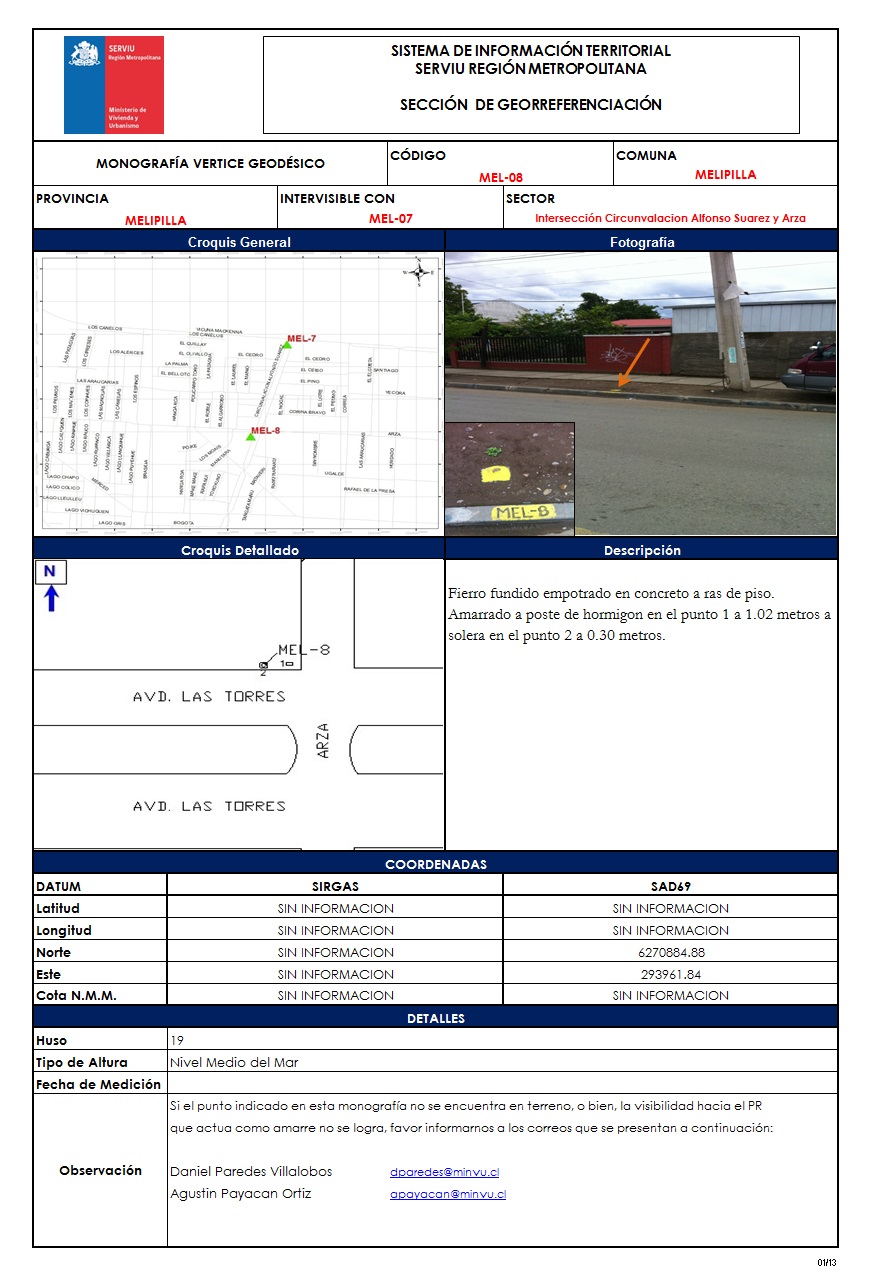 SERVIU
Región Metropolitana
Ministerio de
Vivienda y
Urbanismo
SISTEMA DE INFORMACIÓN TERRITORIAL
SERVIU REGIÓN METROPOLITANA
SECCIÓN DE GEORREFERENCIACIÓN
MONOGRAFÍA VERTICE GEODÉSICO
CÓDIGO
MEL-08
COMUNA
MELIPILLA
PROVINCIA
MELIPILLA
INTERVISIBLE CON
MEL-07
SECTOR
Intersección Circunvalacion Alfonso Suarez y Arza
Croquis General
Fotografía
N
W
E
S
LOS CANELOS
VICUNA MACKENNA
LOS CANELOS
MEL-7
EL QUILLAY
LOS ALERCES
EL OLIVILLO
EL CEDRO
EL CEDRO
LA PALMA
EL BELLOTO
EL CEIBO
SANTIAGO
LAS ARAUCARIAS
EL PINO
YECORA
CIRCUNVALACION ALFONSO SUAREZ
CORINA BRAVO
MEL-8
ARZA
POIKE
LOS MOAIS
UGALDE
LAGO CHAPO
LAGO COLICO
RAFAEL DE LA PRESA
LAGO LLEULLEU
LAGO VICHUQUEN
LAGO GRIS
BOGOTA
MEL-8
Croquis Detallado
Descripción
N
MEL-8
1
2
AVD. LAS TORRES
ARZA
AVD. LAS TORRES
Fierro fundido empotrado en concreto a ras de piso.
Amarrado a poste de hormigon en el punto 1 a 1.02 metros a
solera en el punto 2 a 0.30 metros.
COORDENADAS
DATUM SIRGAS SAD69
Latitud SIN INFORMACION SIN INFORMACION
Longitud SIN INFORMACION SIN INFORMACION
Norte SIN INFORMACION 6270884.88
Este SIN INFORMACION 293961.84
Cota N.M.M. SIN INFORMACION SIN INFORMACION
DETALLES
Huso 19
Tipo de Altura Nivel Medio del Mar
Fecha de Medición
Observación
Si el punto indicado en esta monografía no se encuentra en terreno, o bien, la visibilidad hacia el PR
que actua como amarre no se logra, favor informarnos a los correos que se presentan a continuación:
Daniel Paredes Villalobos dparedes@minvu.cl
Agustin Payacan Ortiz apayacan@minvu.cl
01/13